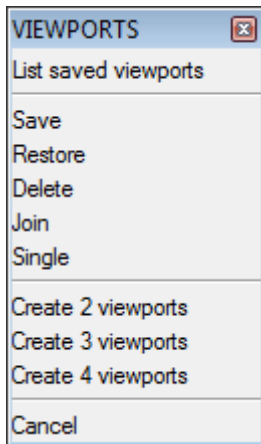 VIEWPORTS
List saved viewports
Save
Restore
Delete
Join
Single
Create 2 viewports
Create 3 viewports
Create 4 viewports
Cancel